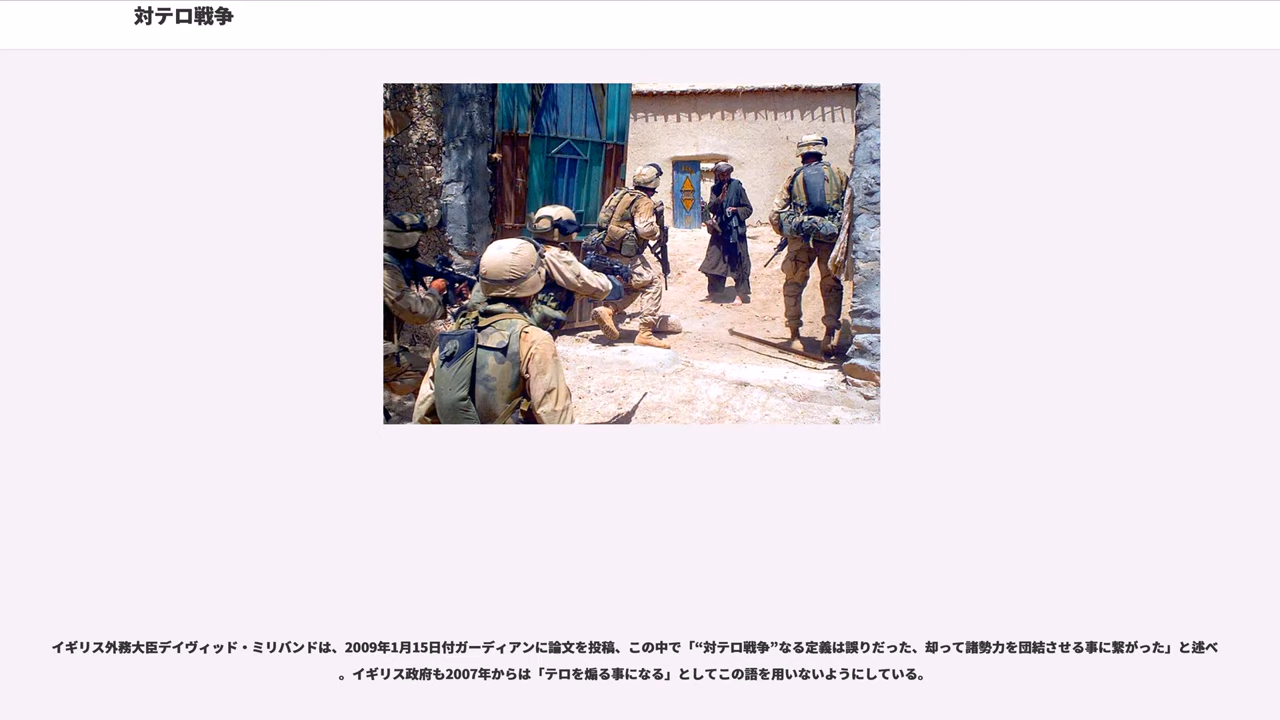 対テロ戦争
イギリス外務大臣デイヴィッド・ミリバンドは、2009年1月15日付ガーディアンに論文を投稿、この中で「“対テロ戦争”なる定義は誤りだった、却って諸勢力を団結させる事に繋がった」と述べ
。イギリス政府も2007年からは「テロを煽る事になる」としてこの語を用いないようにしている。